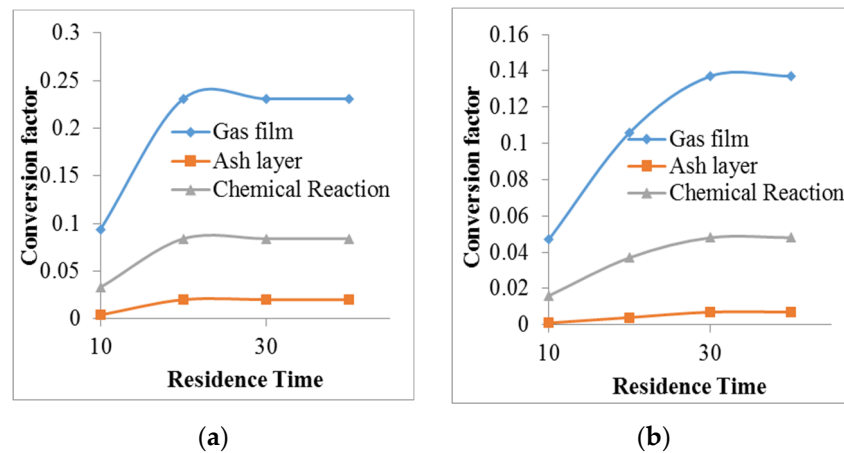 0.3
0.25
0.2
0.15
0.1
0.05
0
Conversion factor
Gas film
Ash layer
Chemical Reaction
10
30
Residence Time
(a)
0.16
0.14
0.12
0.1
0.08
0.06
0.04
0.02
0
Conversion factor
Gas film
Ash layer
Chemical Reaction
10
30
Residence Time
(b)